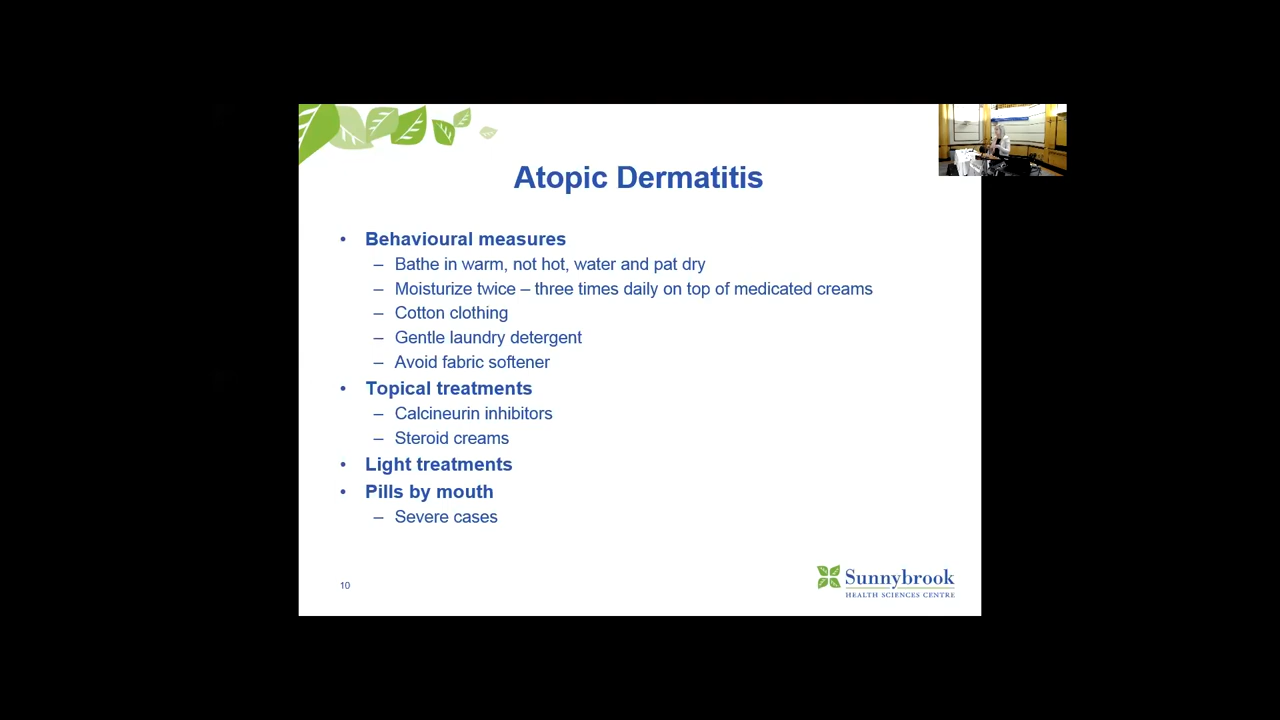 Atopic Dermatitis
• Behavioural measures
– Bathe in warm, not hot, water and pat dry
– Moisturize twice – three times daily on top of medicated creams
– Cotton clothing
– Gentle laundry detergent
– Avoid fabric softener
• Topical treatments
– Calcineurin inhibitors
– Steroid creams
• Light treatments
• Pills by mouth
– Severe cases
10
Sunnybrook
HEALTH SCIENCES CENTRE